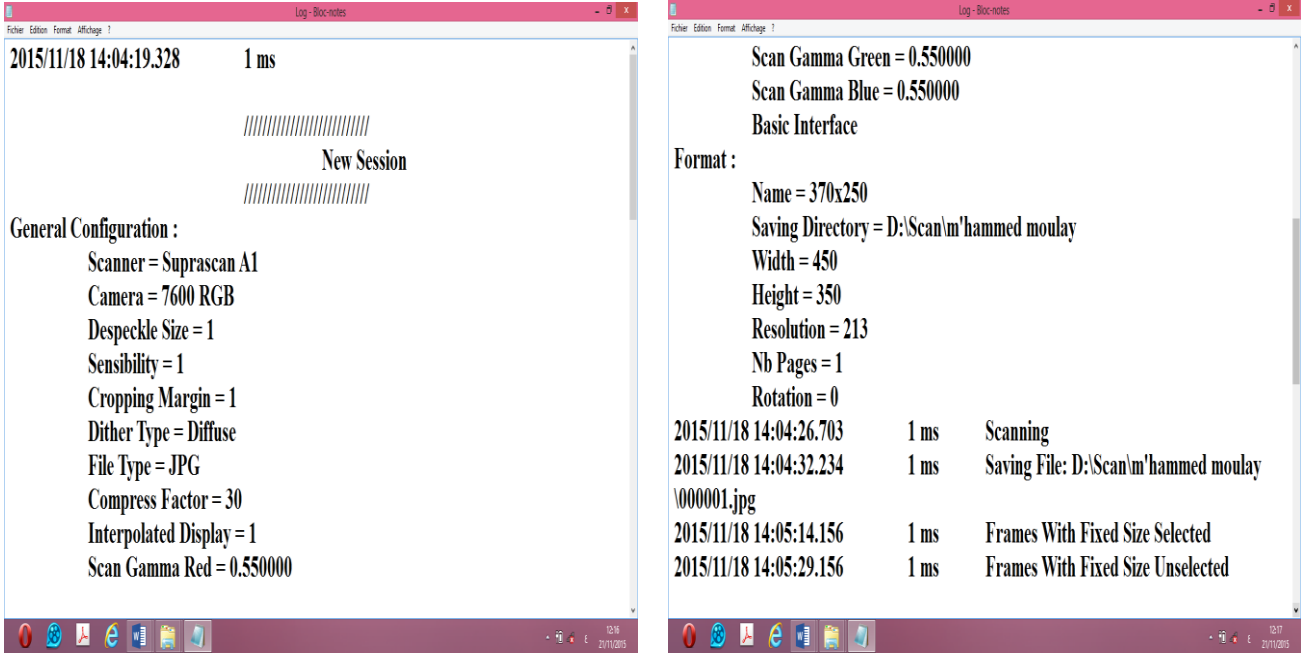 Log - Bloc-notes
Fichier Edition Format Affichage ?
2015/11/18 14:04:19.328 1 ms
///////////////////////////
New Session
///////////////////////////
General Configuration :
Scanner = Suprascan A1
Camera = 7600 RGB
Despeckle Size = 1
Sensibility = 1
Cropping Margin = 1
Dither Type = Diffuse
File Type = JPG
Compress Factor = 30
Interpolated Display = 1
Scan Gamma Red = 0.550000
12:16
21/11/2015
Log - Bloc-notes
Fichier Edition Format Affichage ?
Scan Gamma Green = 0.550000
Scan Gamma Blue = 0.550000
Basic Interface
Format :
Name = 370x250
Saving Directory = D:\Scan\m'hammed moulay
Width = 450
Height = 350
Resolution = 213
Nb Pages = 1
Rotation = 0
2015/11/18 14:04:26.703 1 ms Scanning
2015/11/18 14:04:32.234 1 ms Saving File: D:\Scan\m'hammed moulay
\000001.jpg
2015/11/18 14:05:14.156 1 ms Frames With Fixed Size Selected
2015/11/18 14:05:29.156 1 ms Frames With Fixed Size Unselected
12:17
21/11/2015